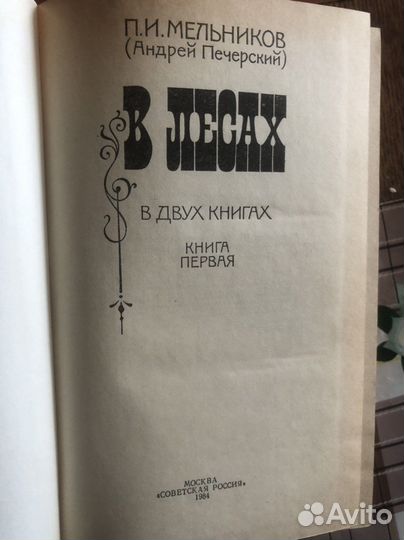 П.И.МЕЛЬНИКОВ
(Андрей Печерский)
В ЛЕСАХ
В ДВУХ КНИГАХ
КНИГА
ПЕРВАЯ
МОСКВА
«СОВЕТСКАЯ РОССИЯ»
1984
Avito